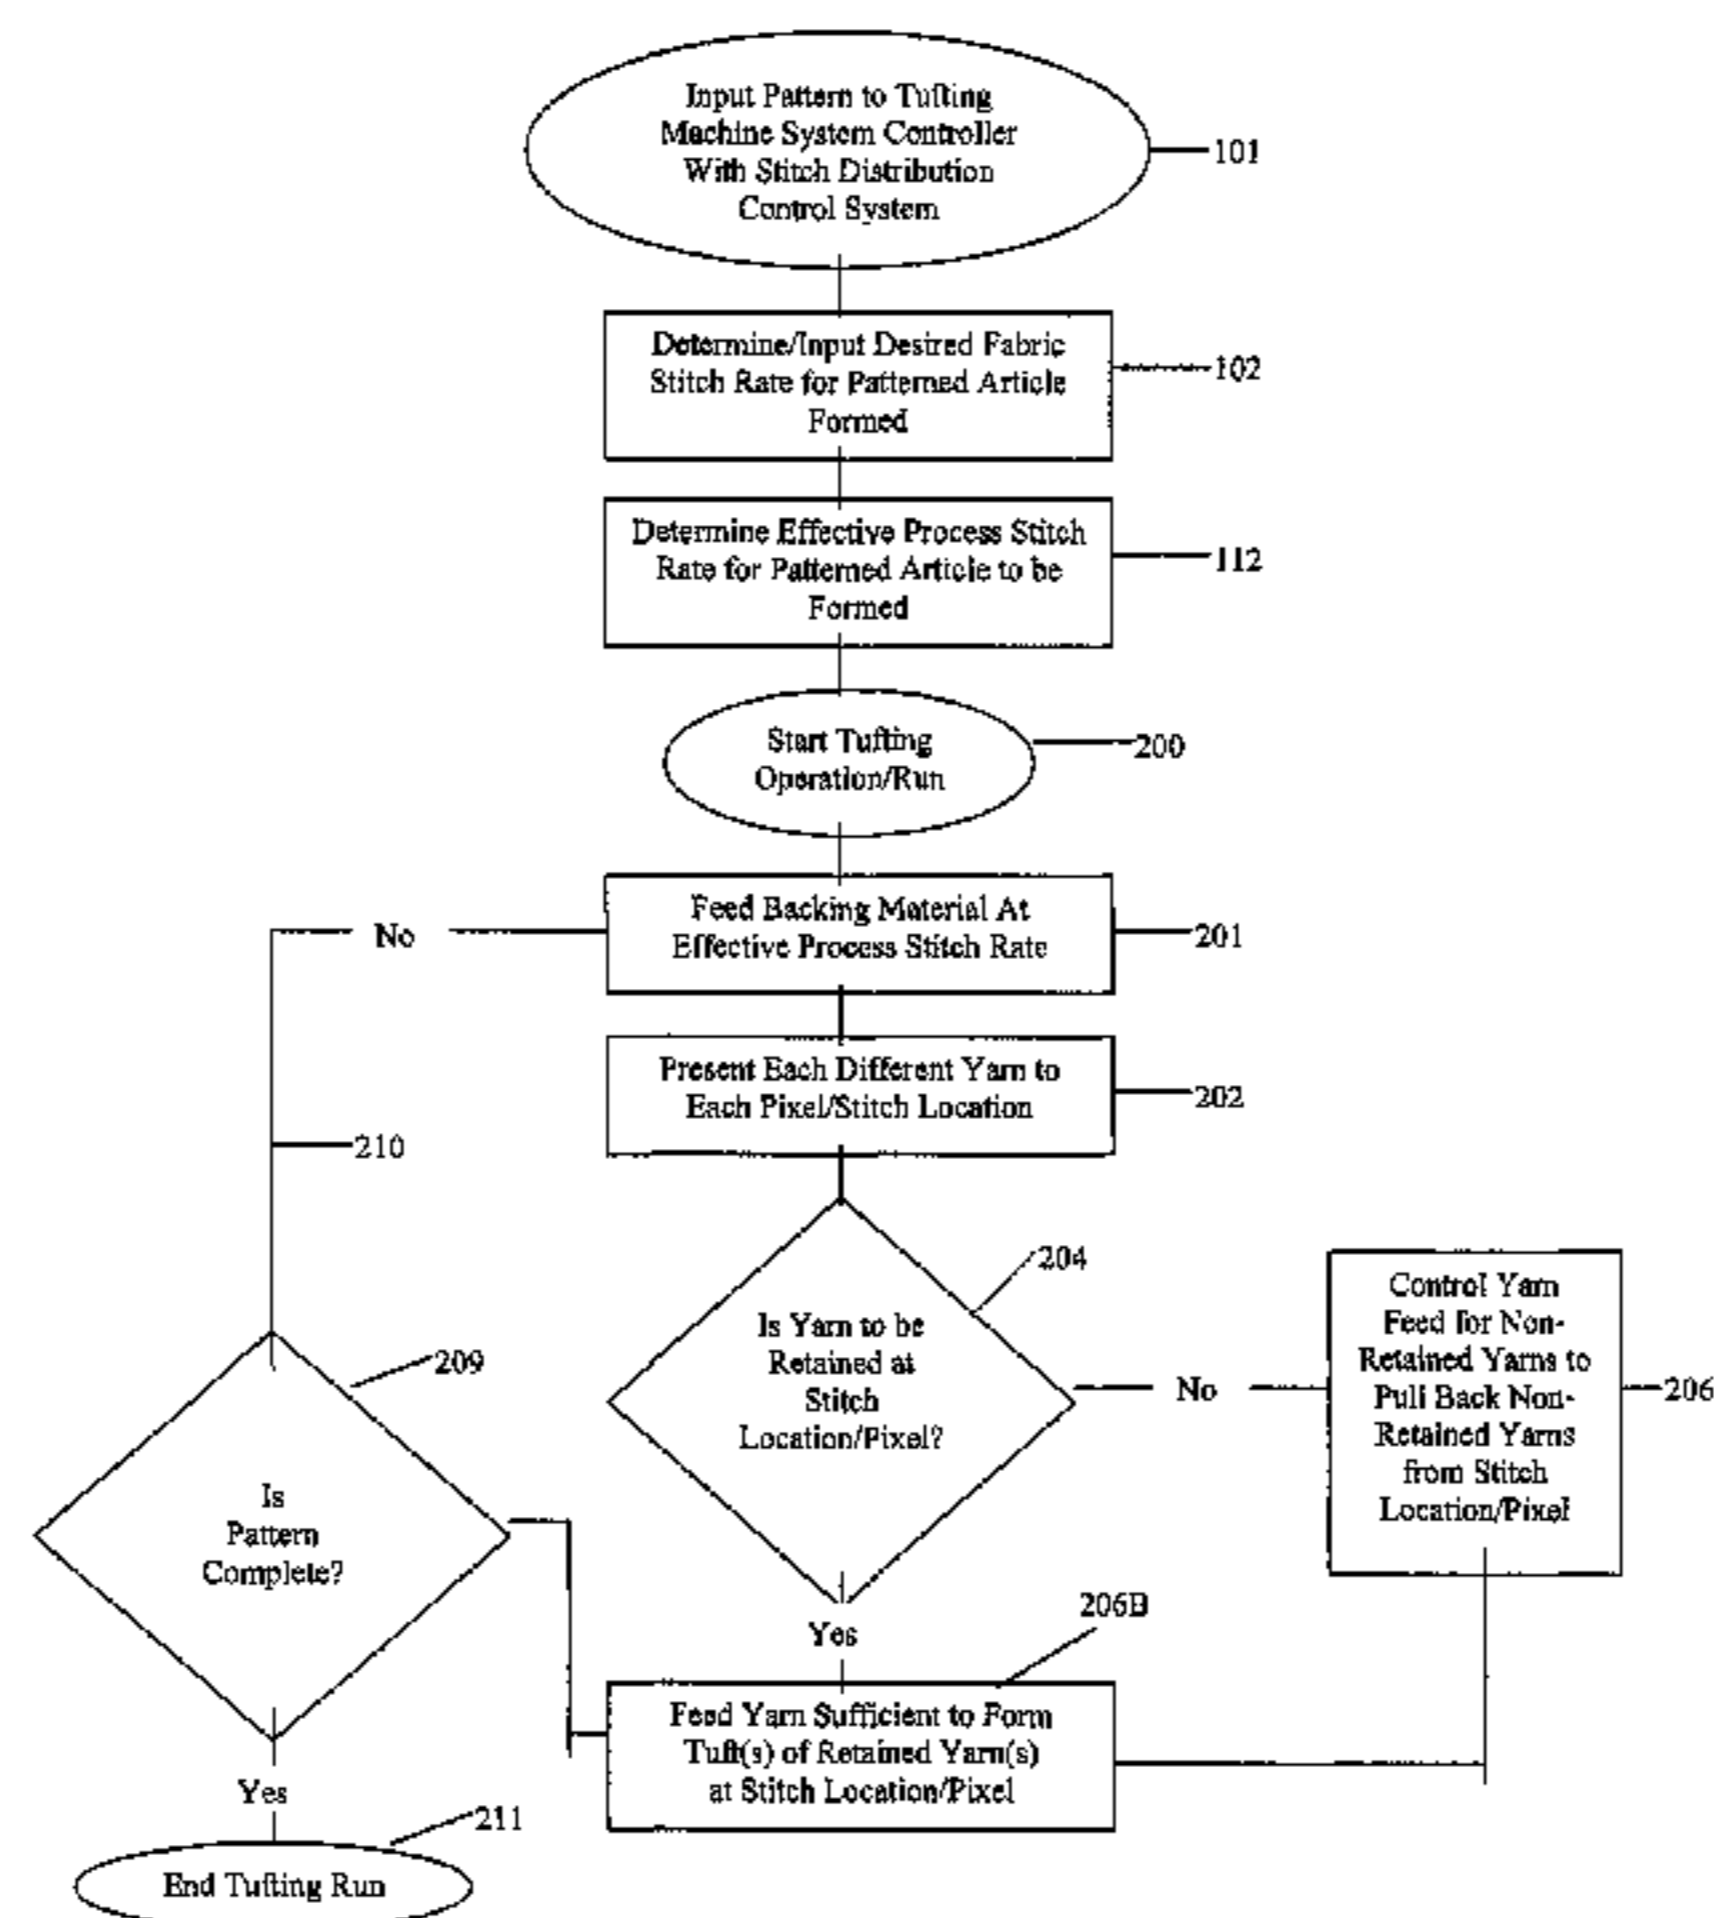 Input Pattern to Tufting
Machine System Controller
With Stitch Distribution
Control System
101
Determine/Input Desired Fabric
Stitch Rate for Patterned Article
Formed
102
Determine Effective Process Stitch
Rate for Patterned Article to be
Formed
112
Start Tufting
Operation/Run
200
Feed Backing Material At
Effective Process Stitch Rate
201
No
Present Each Different Yarn to
Each Pixel/Stitch Location
202
210
Is Yarn to be
Retained at
Stitch
Location/Pixel?
204
No
Control Yarn
Feed for Non-
Retained Yarns to
Pull Back Non-
Retained Yarns
from Stitch
Location/Pixel
206
Yes
206B
Feed Yarn Sufficient to Form
Tuft(s) of Retained Yarn(s)
at Stitch Location/Pixel
209
Is
Pattern
Complete?
Yes
211
End Tufting Run